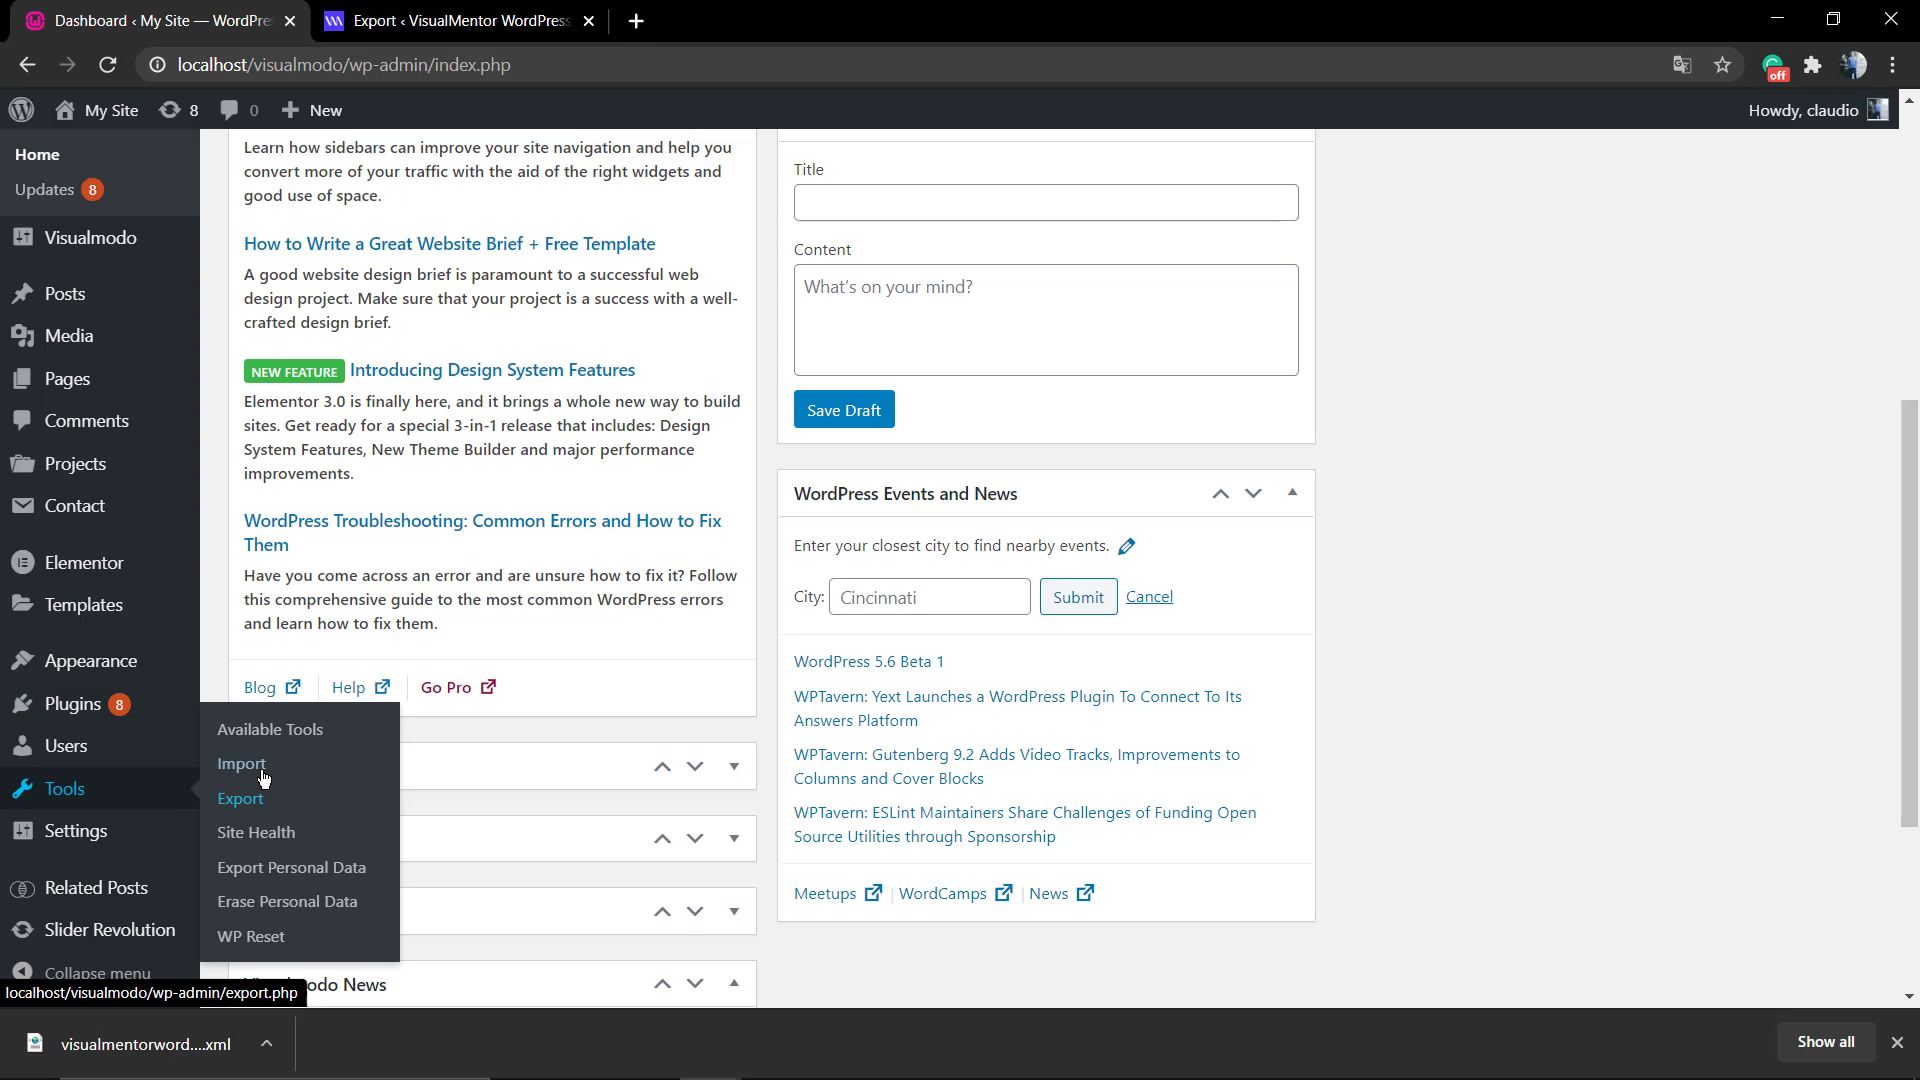 Dashboard ‹ My Site — WordPre
Export ‹ VisualMentor WordPress
localhost/visualmodo/wp-admin/index.php
off
My Site
8
0
New
Howdy, claudio
Home
Updates 8
Visualmodo
Posts
Media
Pages
Comments
Projects
Contact
Elementor
Templates
Appearance
Plugins 8
Users
Tools
Settings
Related Posts
Slider Revolution
Collapse menu
Available Tools
Import
Export
Site Health
Export Personal Data
Erase Personal Data
WP Reset
Learn how sidebars can improve your site navigation and help you
convert more of your traffic with the aid of the right widgets and
good use of space.
How to Write a Great Website Brief + Free Template
A good website design brief is paramount to a successful web
design project. Make sure that your project is a success with a well-
crafted design brief.
NEW FEATURE Introducing Design System Features
Elementor 3.0 is finally here, and it brings a whole new way to build
sites. Get ready for a special 3-in-1 release that includes: Design
System Features, New Theme Builder and major performance
improvements.
WordPress Troubleshooting: Common Errors and How to Fix
Them
Have you come across an error and are unsure how to fix it? Follow
this comprehensive guide to the most common WordPress errors
and learn how to fix them.
Blog Help Go Pro
odo News
Title
Content
What's on your mind?
Save Draft
WordPress Events and News
Enter your closest city to find nearby events.
City: Cincinnati Submit Cancel
WordPress 5.6 Beta 1
WPTavern: Yext Launches a WordPress Plugin To Connect To Its
Answers Platform
WPTavern: Gutenberg 9.2 Adds Video Tracks, Improvements to
Columns and Cover Blocks
WPTavern: ESLint Maintainers Share Challenges of Funding Open
Source Utilities through Sponsorship
Meetups WordCamps News
localhost/visualmodo/wp-admin/export.php
visualmentorword....xml
Show all